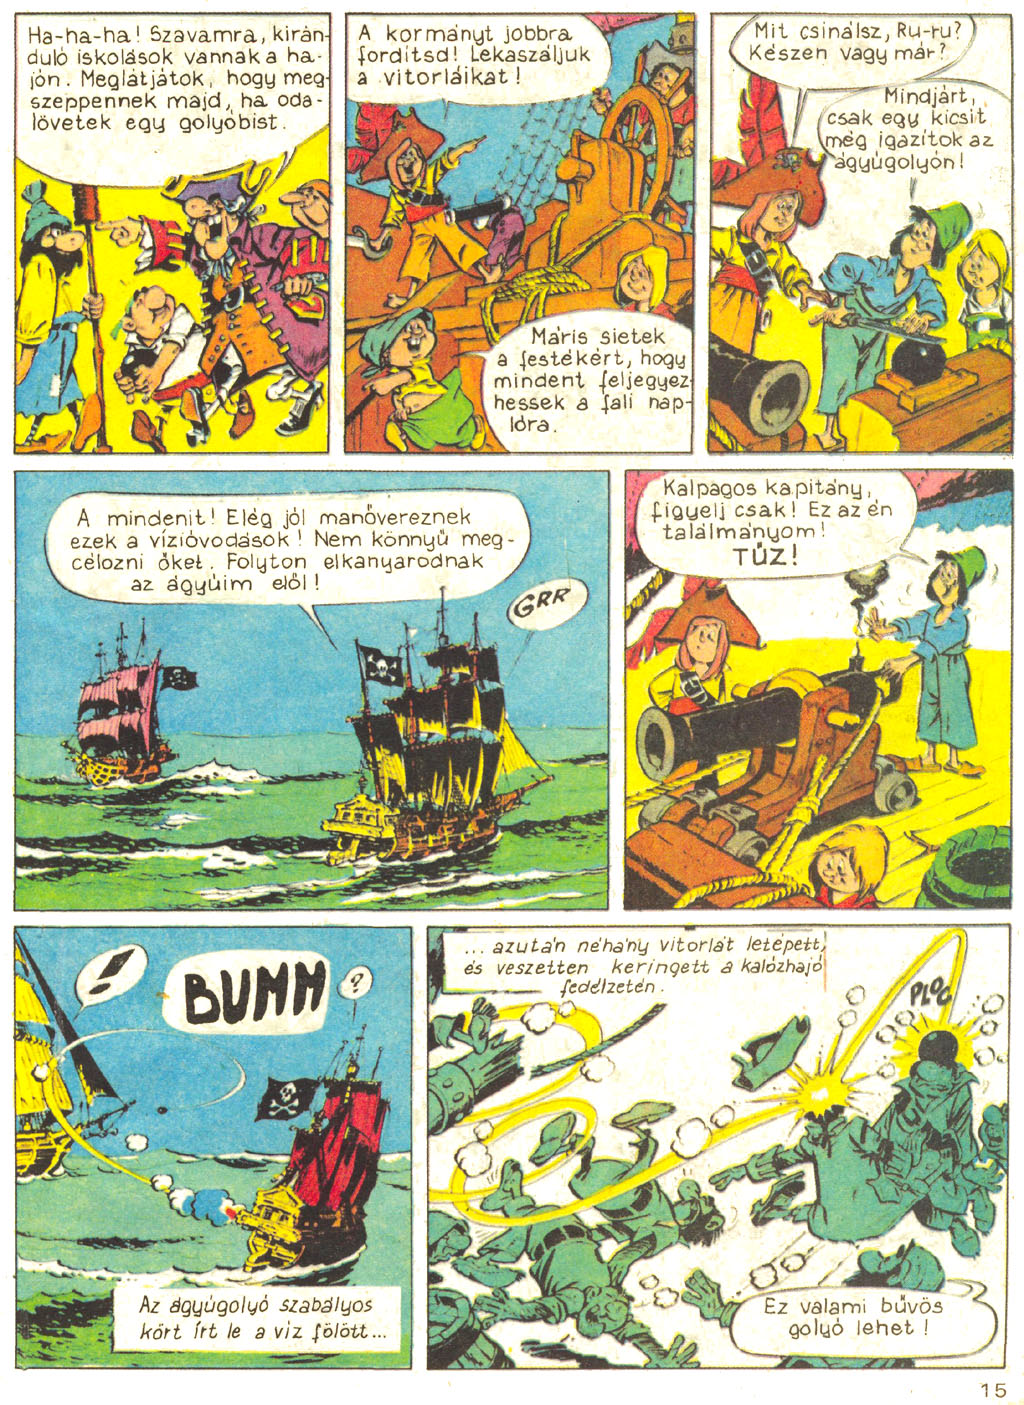 Ha-ha-ha! Szavamra, kirán-
duló iskolások vannak a ha-
jón. Meglátjátok, hogy meg-
szeppennek majd, ha oda-
lövetek egy golyóbist.
A kormányt jobbra
fordítsd! Lekaszáljuk
a vitorláikat!
Máris sietek
a festékért, hogy
mindent feljegyez-
hessek a fali nap-
lóra.
Mit csinálsz, Ru-ru?
Készen vagy már?
Mindjárt,
csak egy kicsit
még igazítok az
ágyúgolyón!
A mindenit! Elég jól manővereznek
ezek a vízióvodások! Nem könnyű meg-
célozni őket. Folyton elkanyarodnak
az ágyúim elől!
GRR
Kalpagos kapitány,
figyelj csak! Ez az én
találmányom!
TŰZ!
!
BUMM
?
Az ágyúgolyó szabályos
kört írt le a víz fölött...
... azután néhány vitorlát letépett,
és veszetten keringett a kalózhajó
fedélzetén.
PLOC
Ez valami bűvös
golyó lehet!
15